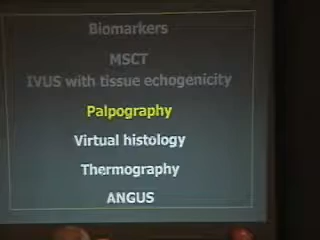 Biomarkers
MSCT
IVUS with tissue echogenicity
Palpography
Virtual histology
Thermography
ANGUS